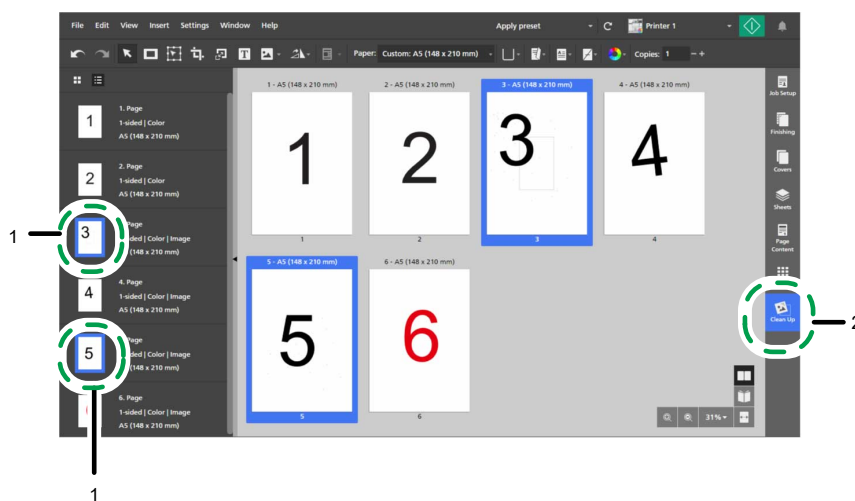 File Edit View Insert Settings Window Help Apply preset Printer 1
Paper: Custom: A5 (148 x 210 mm) Copies: 1
1. Page
1-sided | Color
A5 (148 x 210 mm)
1
2. Page
1-sided | Color
A5 (148 x 210 mm)
2
Page
ded | Color | Image
(148 x 210 mm)
3
1
4. Page
1-sided | Color | Image
A5 (148 x 210 mm)
4
Page
ded | Color | Image
(148 x 210 mm)
5
1
6. Page
1-sided | Color | Image
A5 (148 x 210 mm)
1 - A5 (148 x 210 mm) 2 - A5 (148 x 210 mm) 3 - A5 (148 x 210 mm) 4 - A5 (148 x 210 mm)
1 2 3 4
1 2 3 4
5 - A5 (148 x 210 mm) 6 - A5 (148 x 210 mm)
5 6
5 6
31%
Job Setup
Finishing
Covers
Sheets
Page
Content
Clean Up
2